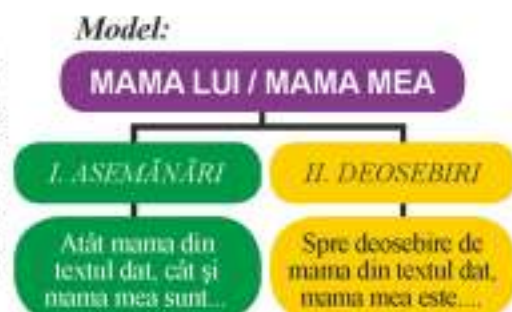 Model:
MAMA LUI / MAMA MEA
I. ASEMĂNĂRI
II. DEOSEBIRI
Atât mama din
textul dat, cât și
mama mea sunt...
Spre deosebire de
mama din textul dat,
mama mea este....